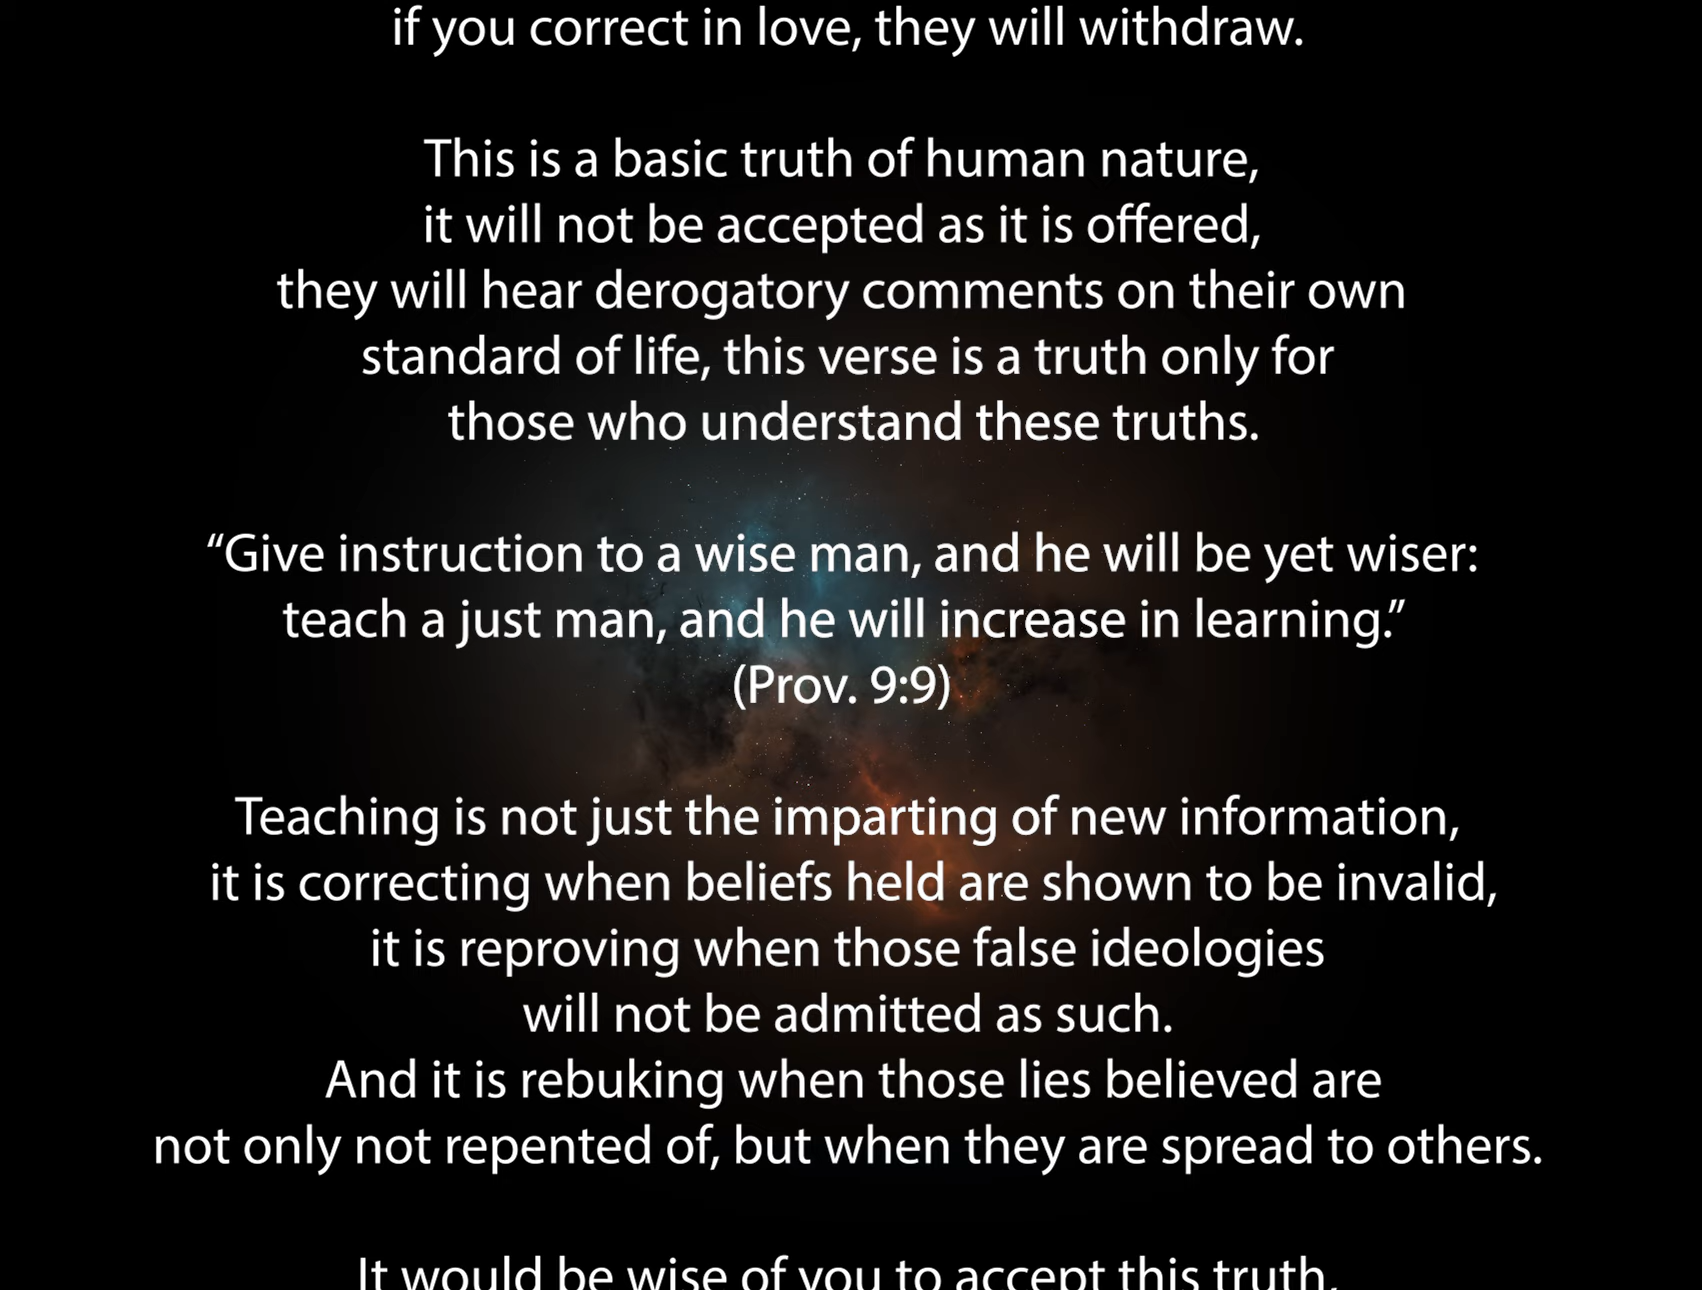 if you correct in love, they will withdraw.
This is a basic truth of human nature,
it will not be accepted as it is offered,
they will hear derogatory comments on their own
standard of life, this verse is a truth only for
those who understand these truths.
“Give instruction to a wise man, and he will be yet wiser:
teach a just man, and he will increase in learning.”
(Prov. 9:9)
Teaching is not just the imparting of new information,
it is correcting when beliefs held are shown to be invalid,
it is reproving when those false ideologies
will not be admitted as such.
And it is rebuking when those lies believed are
not only not repented of, but when they are spread to others.
It would be wise of you to accept this truth,